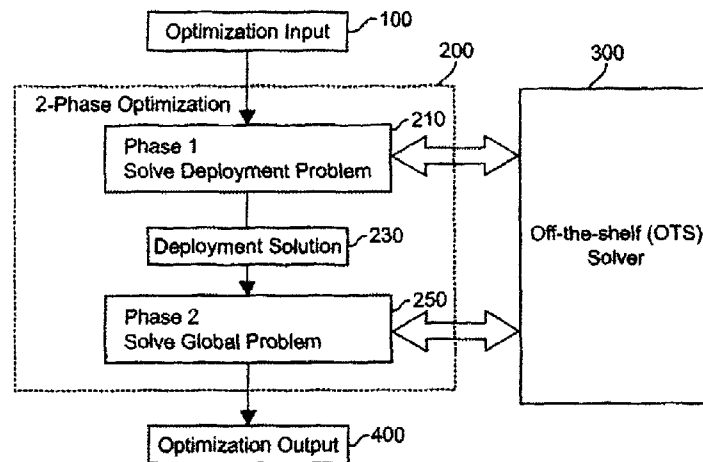 Optimization Input
100
200
300
2-Phase Optimization
210
Phase 1
Solve Deployment Problem
Deployment Solution
230
Off-the-shelf (OTS)
Solver
250
Phase 2
Solve Global Problem
Optimization Output
400